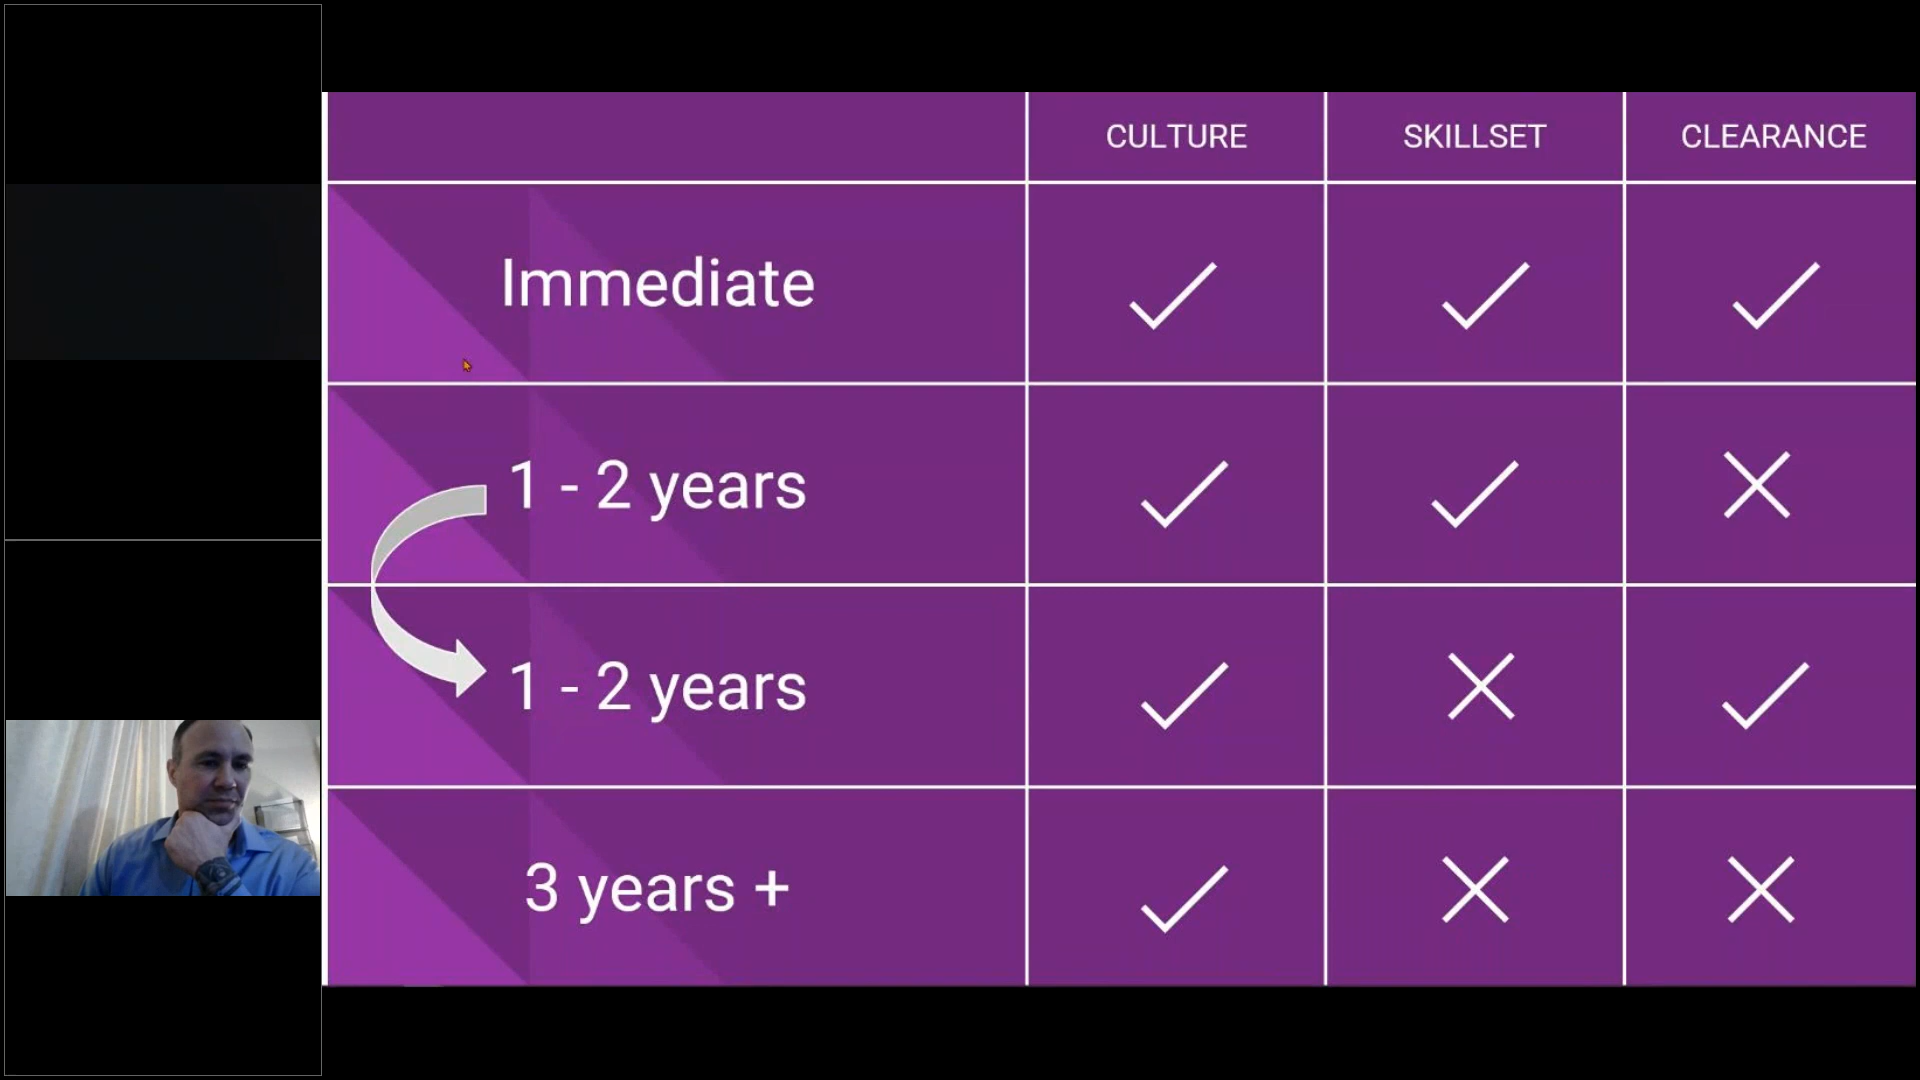 CULTURE SKILLSET CLEARANCE
Immediate
1 - 2 years
1 - 2 years
3 years +